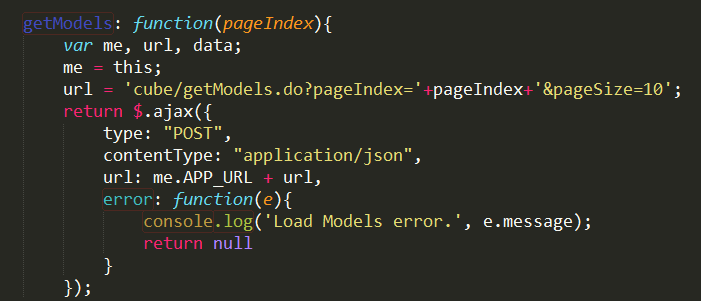 getModels: function(pageIndex){
var me, url, data;
me = this;
url = 'cube/getModels.do?pageIndex='+pageIndex+'&pageSize=10';
return $.ajax({
type: "POST",
contentType: "application/json",
url: me.APP_URL + url,
error: function(e){
console.log('Load Models error.', e.message);
return null
}
});